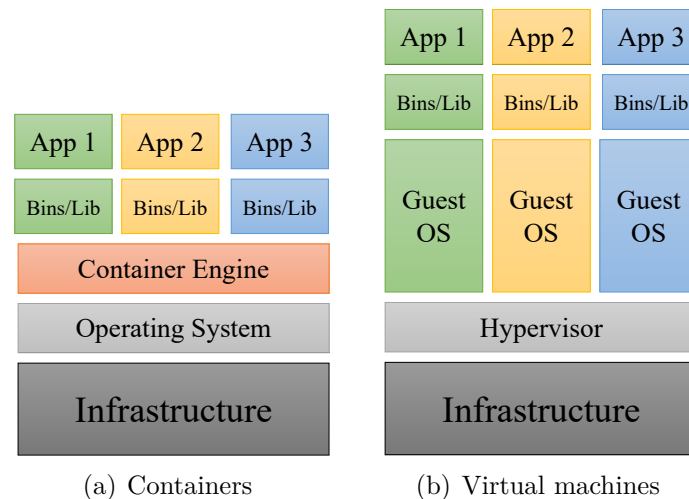 App 1 App 2 App 3
Bins/Lib Bins/Lib Bins/Lib
Container Engine
Operating System
Infrastructure
(a) Containers
App 1 App 2 App 3
Bins/Lib Bins/Lib Bins/Lib
Guest Guest Guest
OS OS OS
Hypervisor
Infrastructure
(b) Virtual machines